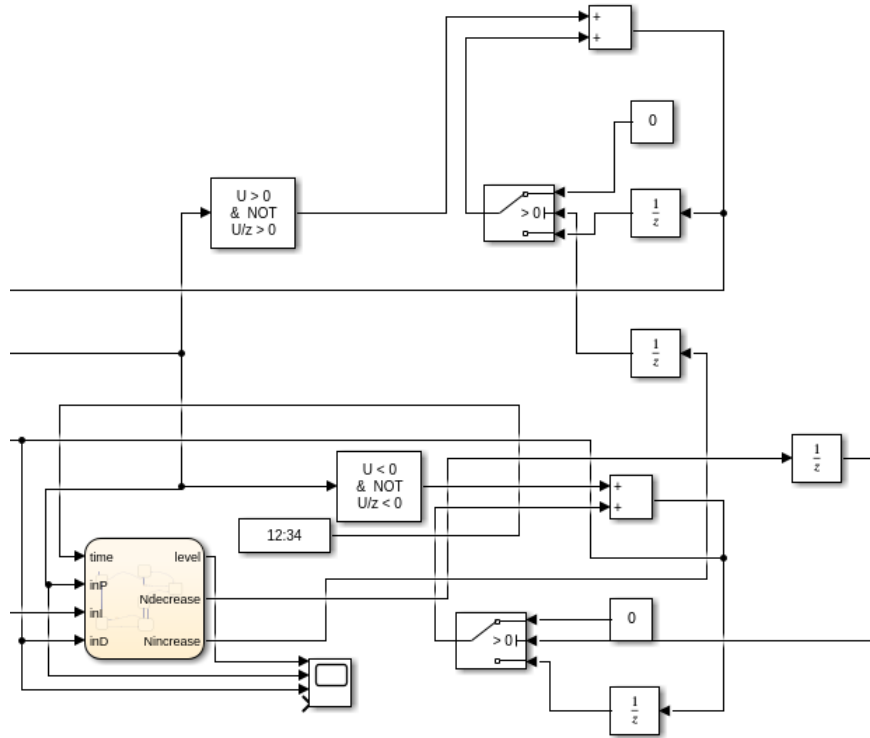 +
+
0
U > 0
& NOT
U/z > 0
> 0
1
z
1
z
U < 0
& NOT
U/z < 0
1
z
+
+
12:34
time
level
inP
Ndecrease
inI
inD
Nincrease
0
> 0
1
z